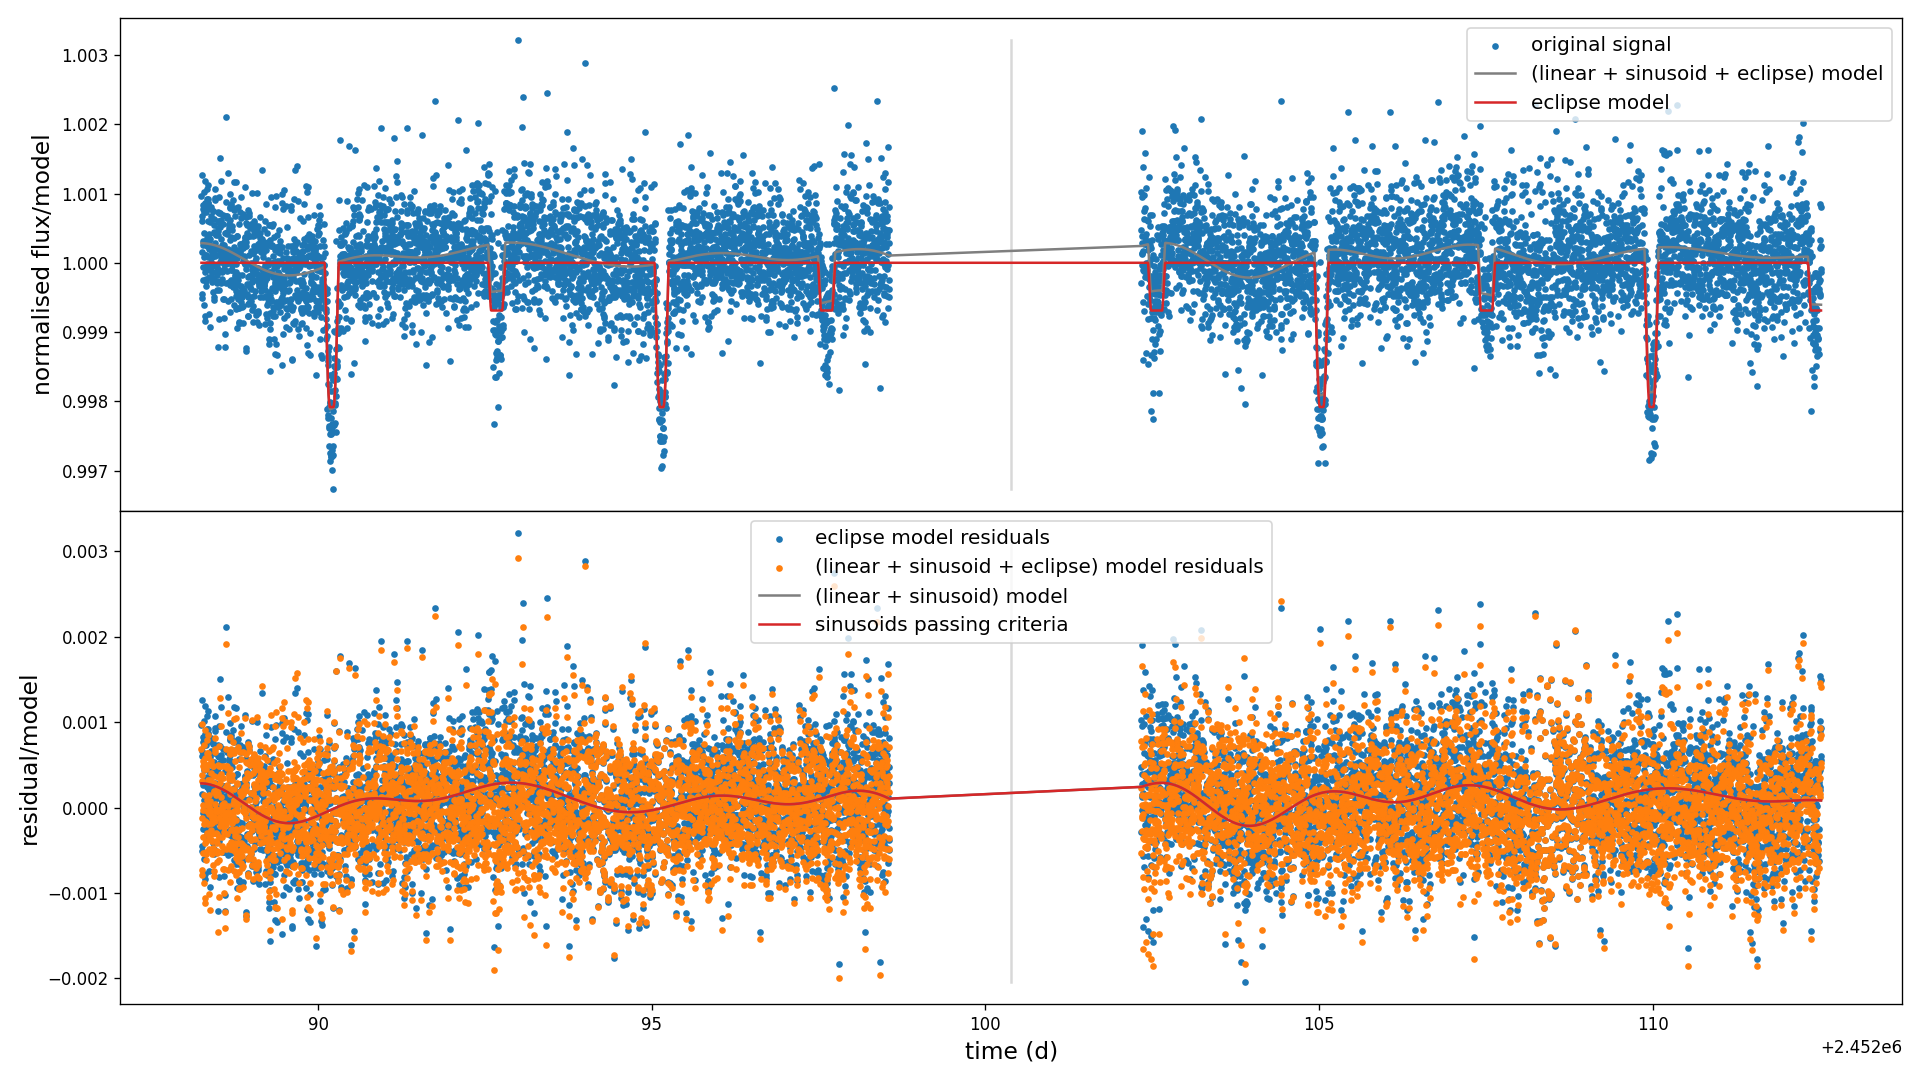 normalised flux/model
1.003
1.002
1.001
1.000
0.999
0.998
0.997
original signal
(linear + sinusoid + eclipse) model
eclipse model
residual/model
0.003
0.002
0.001
0.000
−0.001
−0.002
eclipse model residuals
(linear + sinusoid + eclipse) model residuals
(linear + sinusoid) model
sinusoids passing criteria
90
95
100
105
110
time (d)
+2.452e6